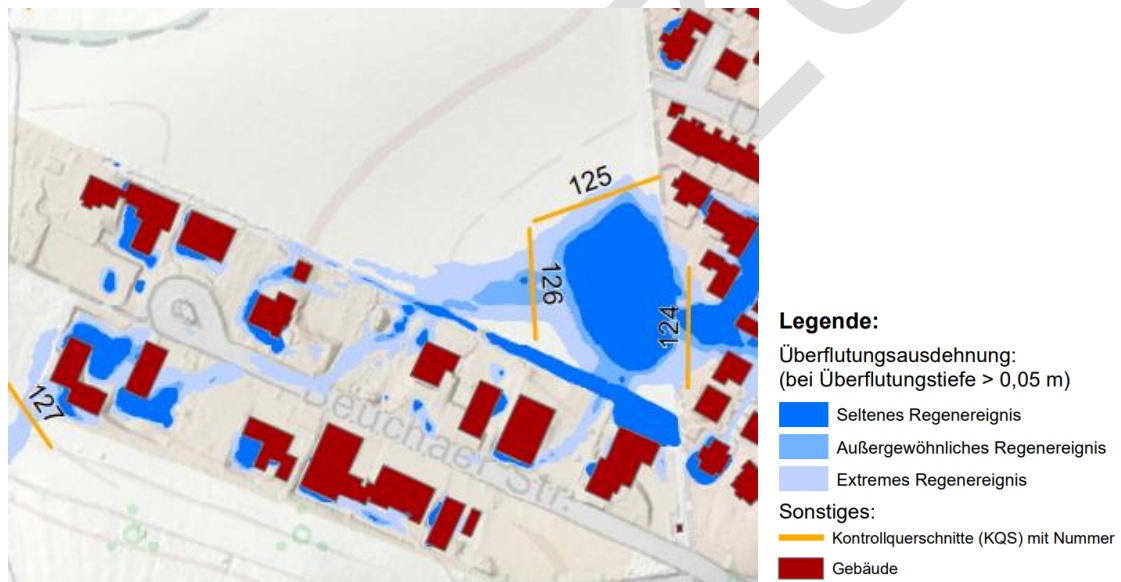 125
126
124
127
Beuchaer Str.
Legende:
Überflutungsausdehnung:
(bei Überflutungstiefe > 0,05 m)
Seltenes Regenereignis
Außergewöhnliches Regenereignis
Extremes Regenereignis
Sonstiges:
Kontrollquerschnitte (KQS) mit Nummer
Gebäude